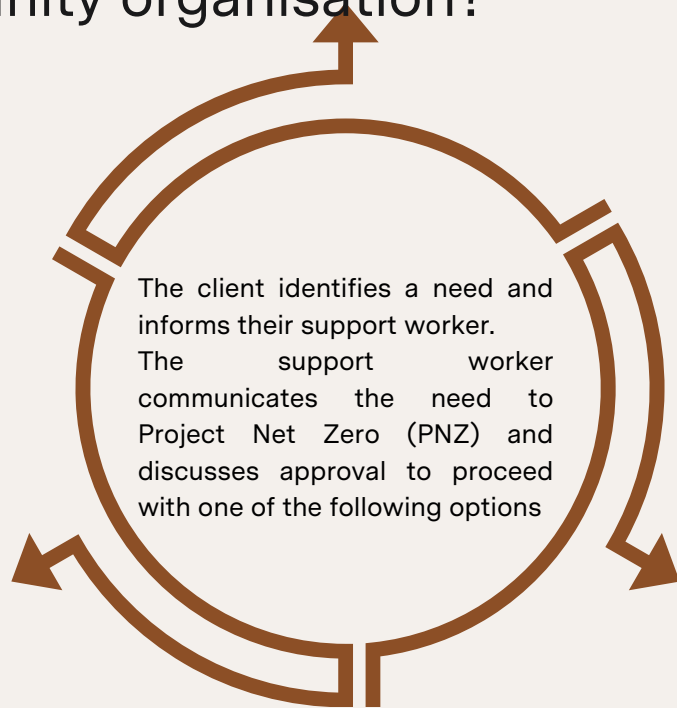 organisation?
The client identifies a need and
informs their support worker.
The support worker
communicates the need to
Project Net Zero (PNZ) and
discusses approval to proceed
with one of the following options